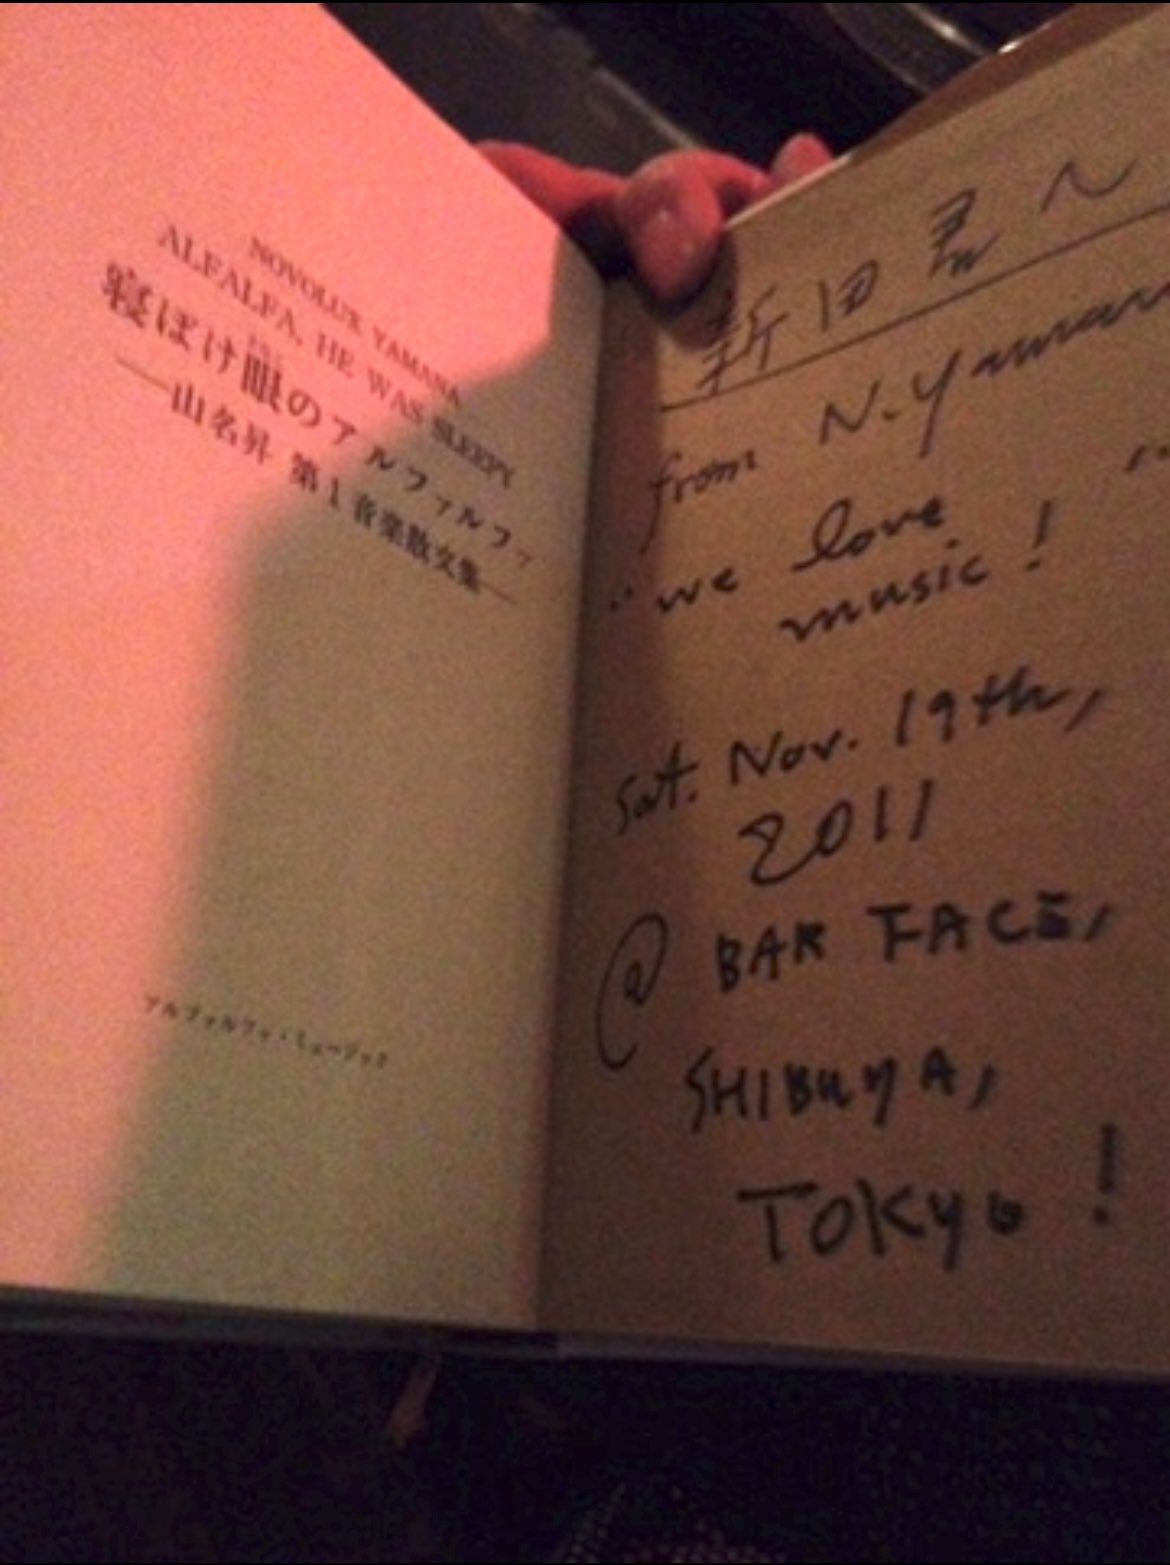 NOVOLUX YAMANA
ALFALFA, HE WAS SLEEPY
寝ぼけ眼のアルファルファ
—山名昇 第1音楽散文集—
アルファルファ・ミュージック
新田君へ
from N. Yamana
"we love
music!"
Sat. Nov. 19th,
2011
@ BAR FACE,
SHIBUYA,
TOKYO!